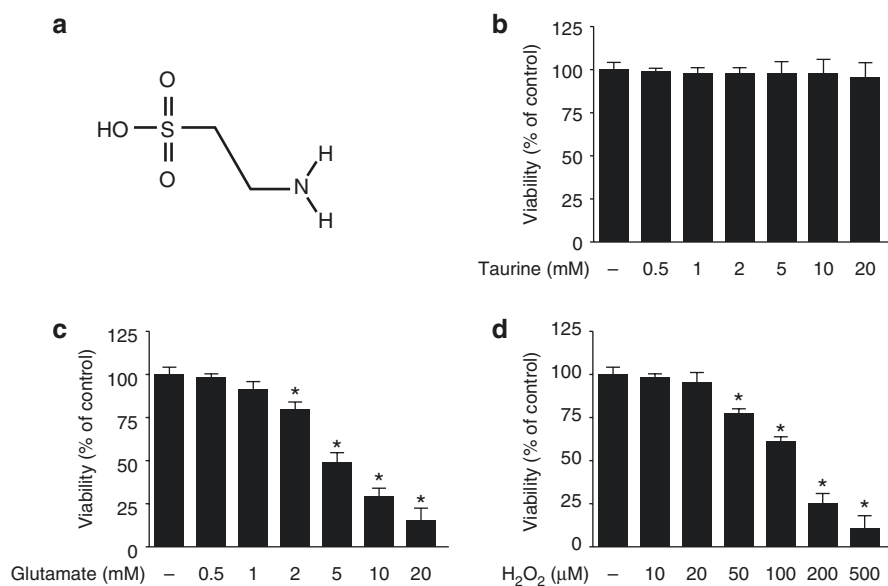 a
O
HO S
O
N
H
H
b
Viability (% of control)
125
100
75
50
25
0
Taurine (mM) – 0.5 1 2 5 10 20
c
Viability (% of control)
125
100
75
50
25
0
* * * *
Glutamate (mM) – 0.5 1 2 5 10 20
d
Viability (% of control)
125
100
75
50
25
0
* * * *
H₂O₂ (μM) – 10 20 50 100 200 500